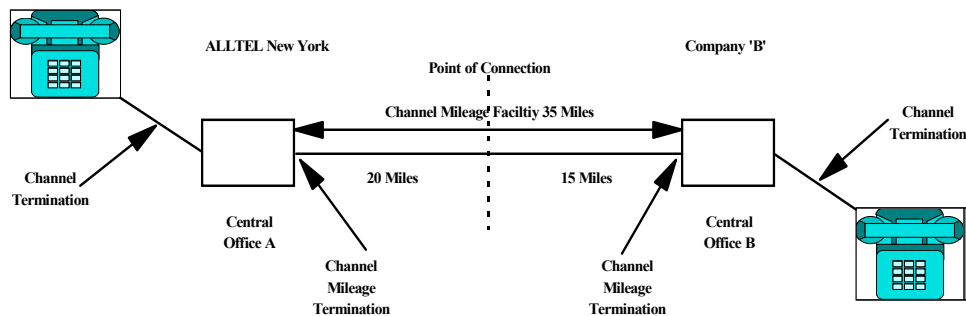 ALLTEL New York
Company 'B'
Point of Connection
Channel Mileage Faciltiy 35 Miles
Channel
Termination
20 Miles
15 Miles
Channel
Termination
Central
Office A
Central
Office B
Channel
Mileage
Termination
Channel
Mileage
Termination